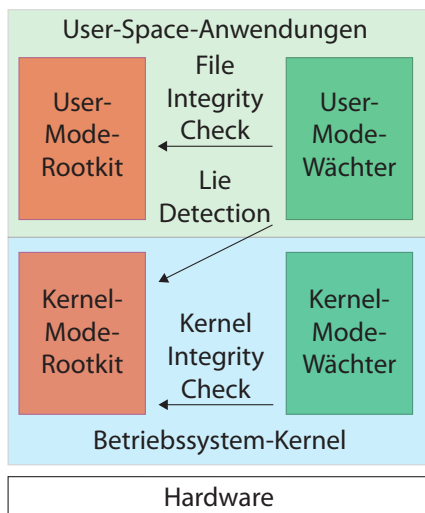 User-Space-Anwendungen
User-
Mode-
Rootkit
File
Integrity
Check
User-
Mode-
Wächter
Lie
Detection
Kernel-
Mode-
Rootkit
Kernel
Integrity
Check
Kernel-
Mode-
Wächter
Betriebssystem-Kernel
Hardware